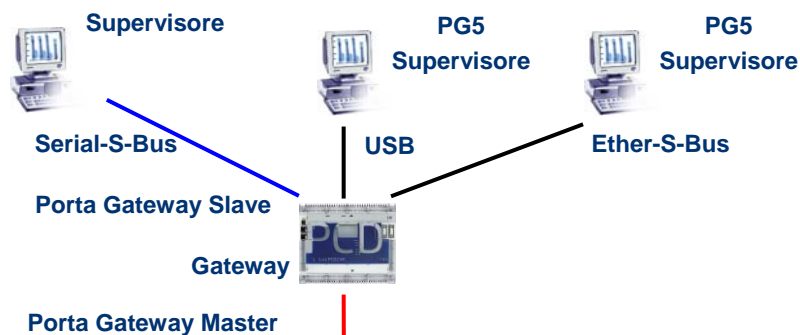 Supervisore
PG5
Supervisore
PG5
Supervisore
Serial-S-Bus
USB
Ether-S-Bus
Porta Gateway Slave
PCD
Gateway
Porta Gateway Master